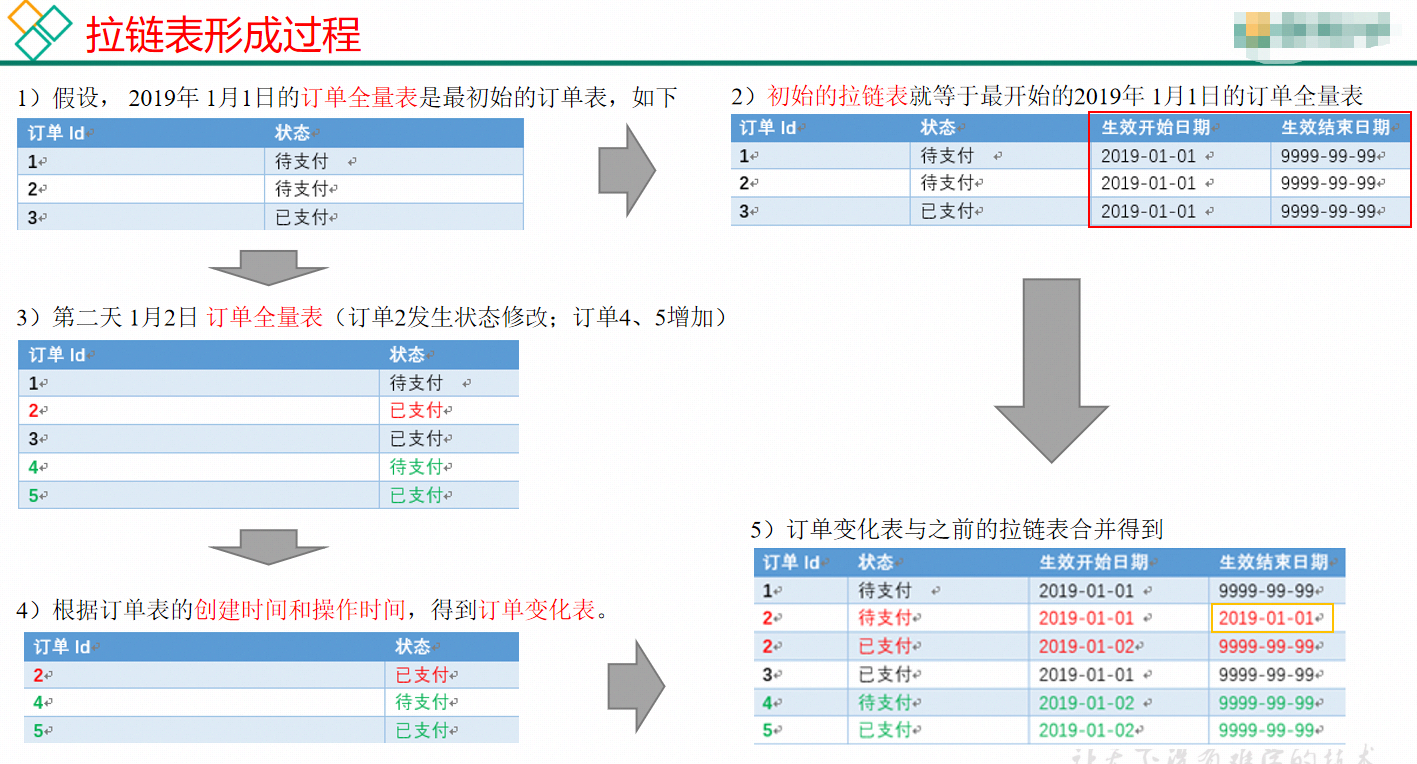 拉链表形成过程
1）假设， 2019年 1月1日的订单全量表是最初始的订单表，如下
订单 Id 状态
1 待支付
2 待支付
3 已支付
2）初始的拉链表就等于最开始的2019年 1月1日的订单全量表
订单 Id 状态 生效开始日期 生效结束日期
1 待支付 2019-01-01 9999-99-99
2 待支付 2019-01-01 9999-99-99
3 已支付 2019-01-01 9999-99-99
3）第二天 1月2日 订单全量表（订单2发生状态修改；订单4、5增加）
订单 Id 状态
1 待支付
2 已支付
3 已支付
4 待支付
5 已支付
4）根据订单表的创建时间和操作时间，得到订单变化表。
订单 Id 状态
2 已支付
4 待支付
5 已支付
5）订单变化表与之前的拉链表合并得到
订单 Id 状态 生效开始日期 生效结束日期
1 待支付 2019-01-01 9999-99-99
2 待支付 2019-01-01 2019-01-01
2 已支付 2019-01-02 9999-99-99
3 已支付 2019-01-01 9999-99-99
4 待支付 2019-01-02 9999-99-99
5 已支付 2019-01-02 9999-99-99
让天下没有难学的技术